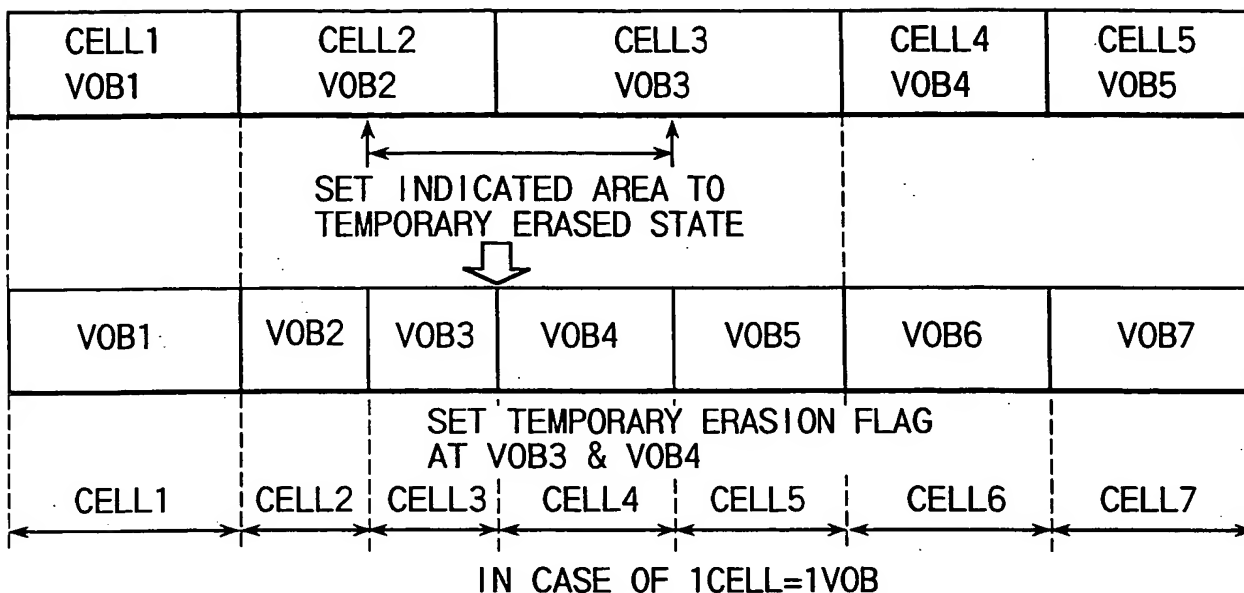 CELL1 CELL2 CELL3 CELL4 CELL5
VOB1 VOB2 VOB3 VOB4 VOB5
SET INDICATED AREA TO
TEMPORARY ERASED STATE
VOB1 VOB2 VOB3 VOB4 VOB5 VOB6 VOB7
SET TEMPORARY ERASION FLAG
AT VOB3 & VOB4
CELL1 CELL2 CELL3 CELL4 CELL5 CELL6 CELL7
IN CASE OF 1CELL=1VOB